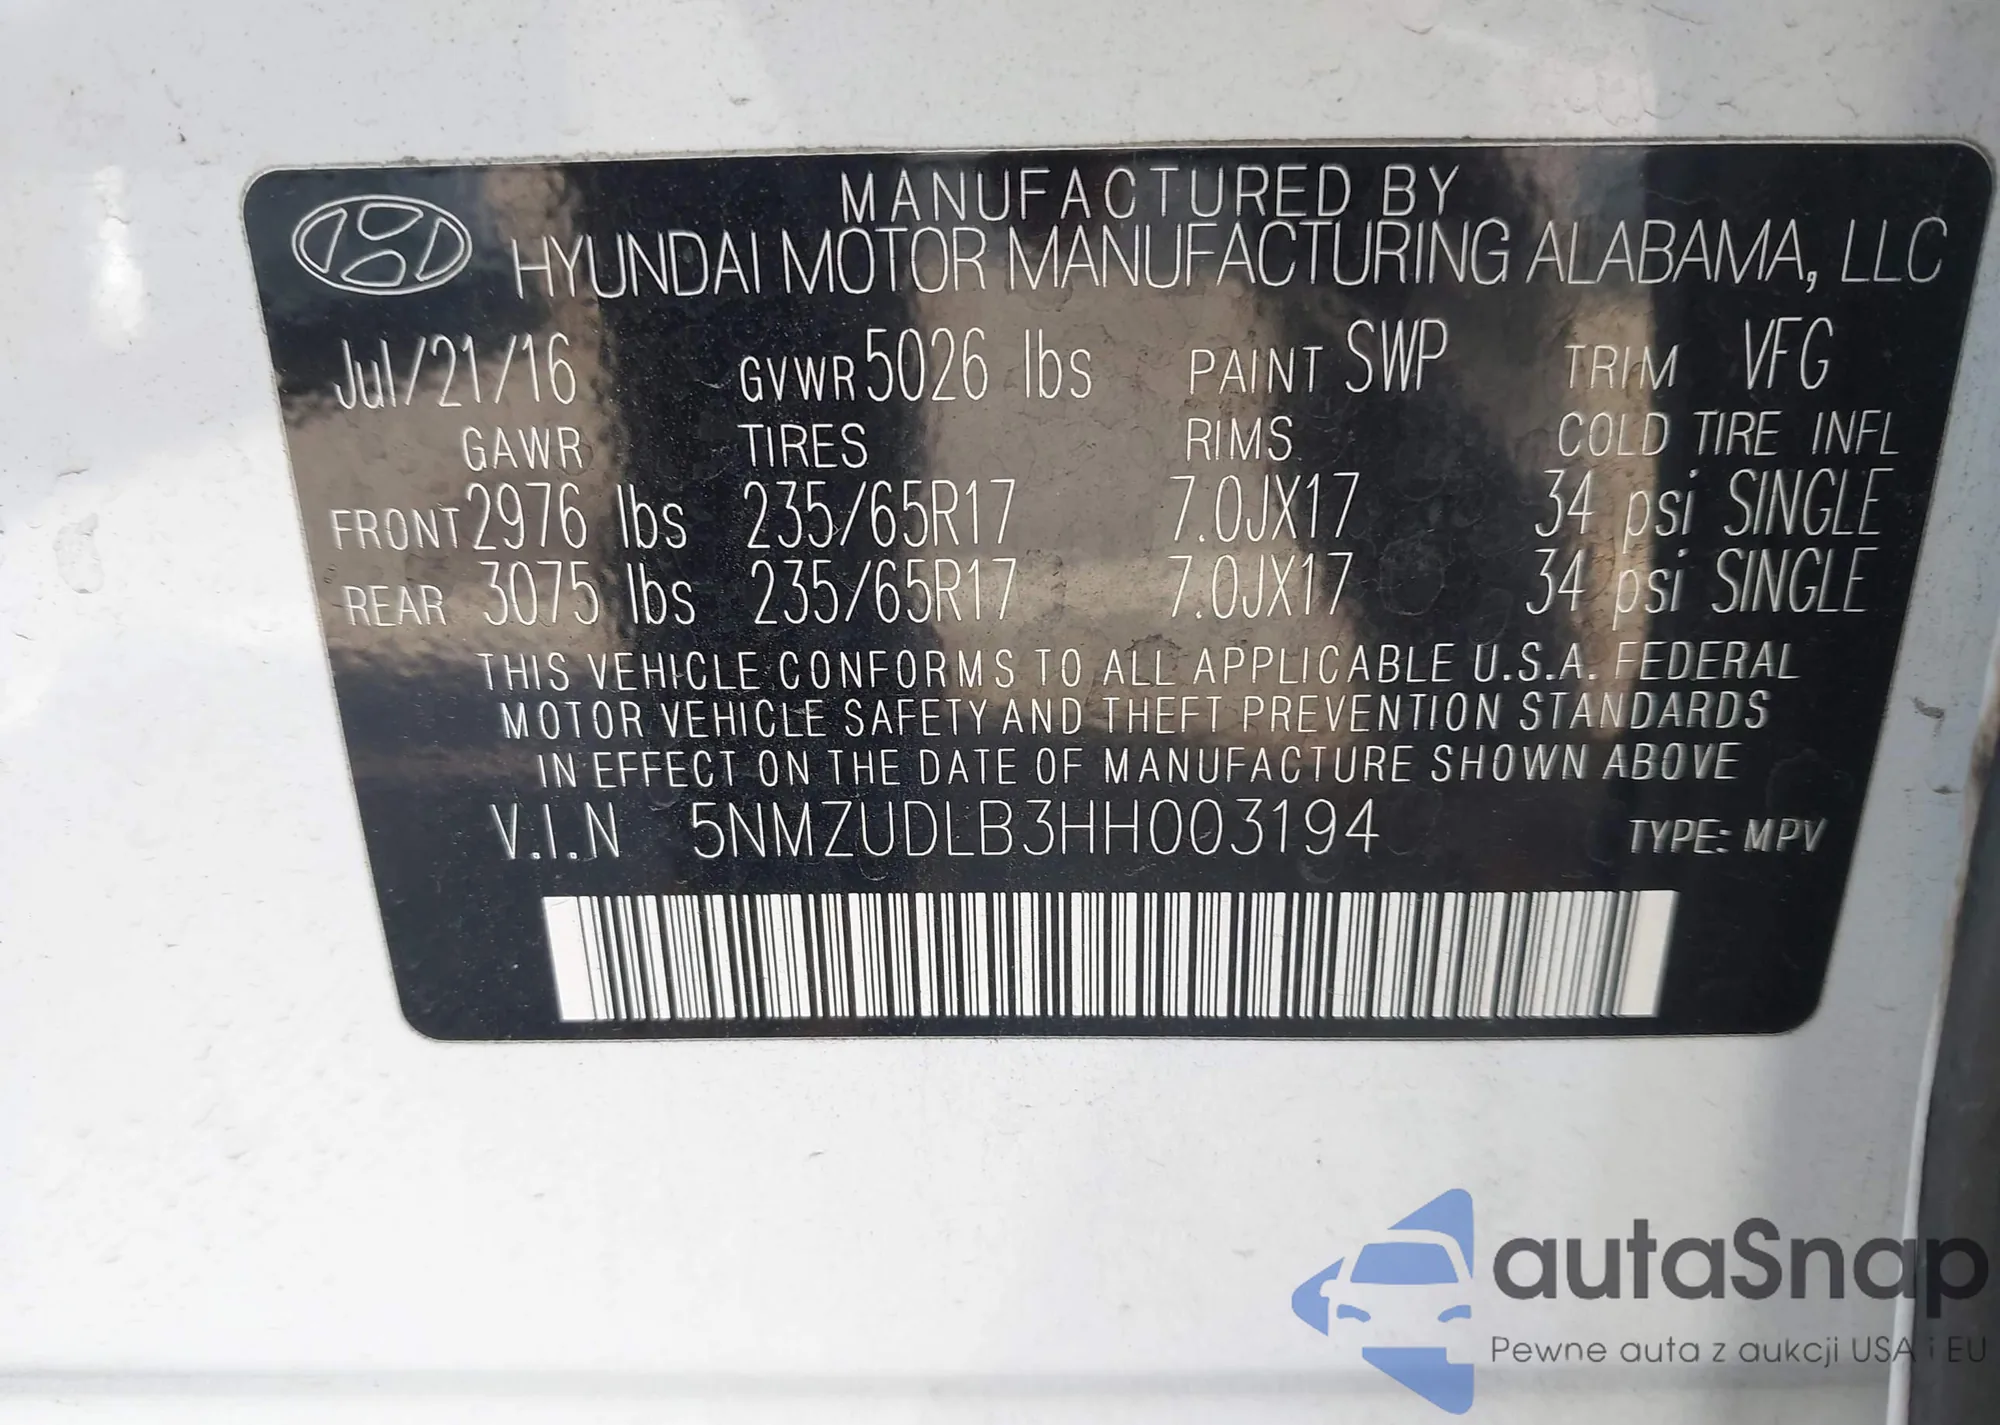 MANUFACTURED BY
HYUNDAI MOTOR MANUFACTURING ALABAMA, LLC
Jul/21/16 GVWR 5026 lbs PAINT SWP TRIM VFG
GAWR TIRES RIMS COLD TIRE INFL
FRONT 2976 lbs 235/65R17 7.0JX17 34 psi SINGLE
REAR 3075 lbs 235/65R17 7.0JX17 34 psi SINGLE
THIS VEHICLE CONFORMS TO ALL APPLICABLE U.S.A. FEDERAL
MOTOR VEHICLE SAFETY AND THEFT PREVENTION STANDARDS
IN EFFECT ON THE DATE OF MANUFACTURE SHOWN ABOVE
V.I.N 5NMZUDLB3HH003194 TYPE: MPV
autaSnap
Pewne auta z aukcji USA i EU